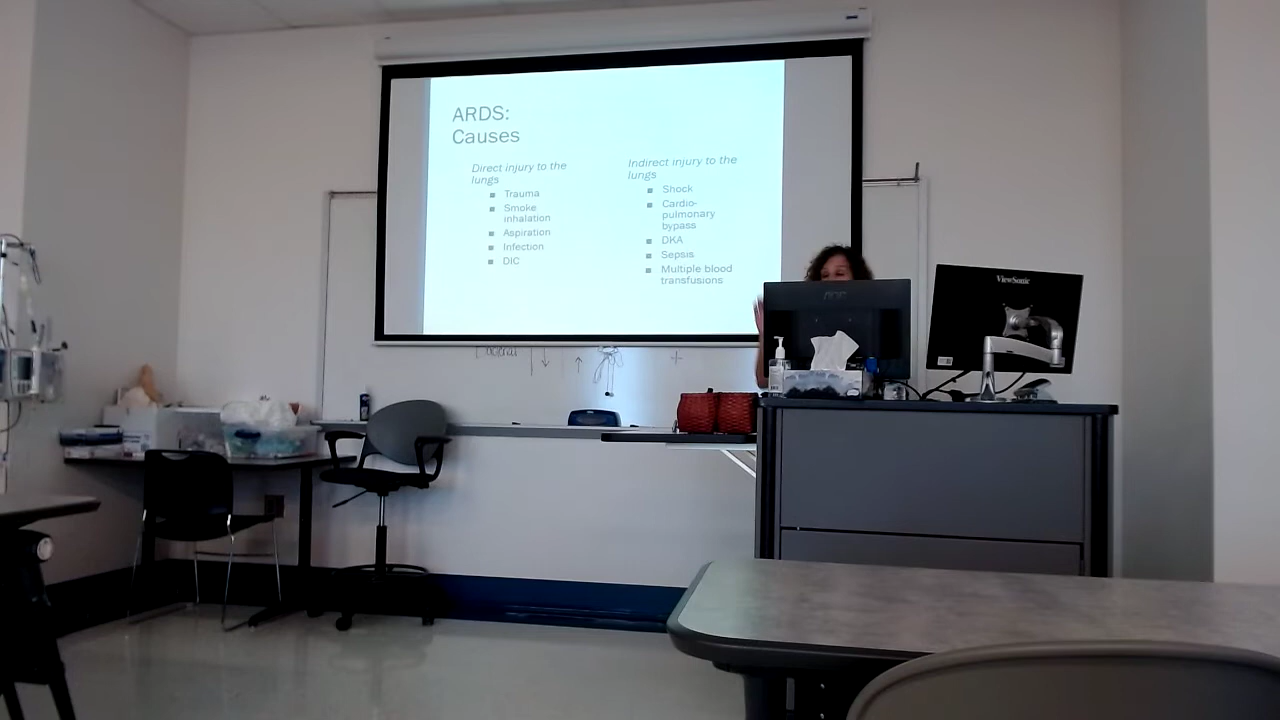 ARDS:
Causes
Direct injury to the
lungs
Trauma
Smoke
inhalation
Aspiration
Infection
DIC
Indirect injury to the
lungs
Shock
Cardio-
pulmonary
bypass
DKA
Sepsis
Multiple blood
transfusions
AOC
ViewSonic